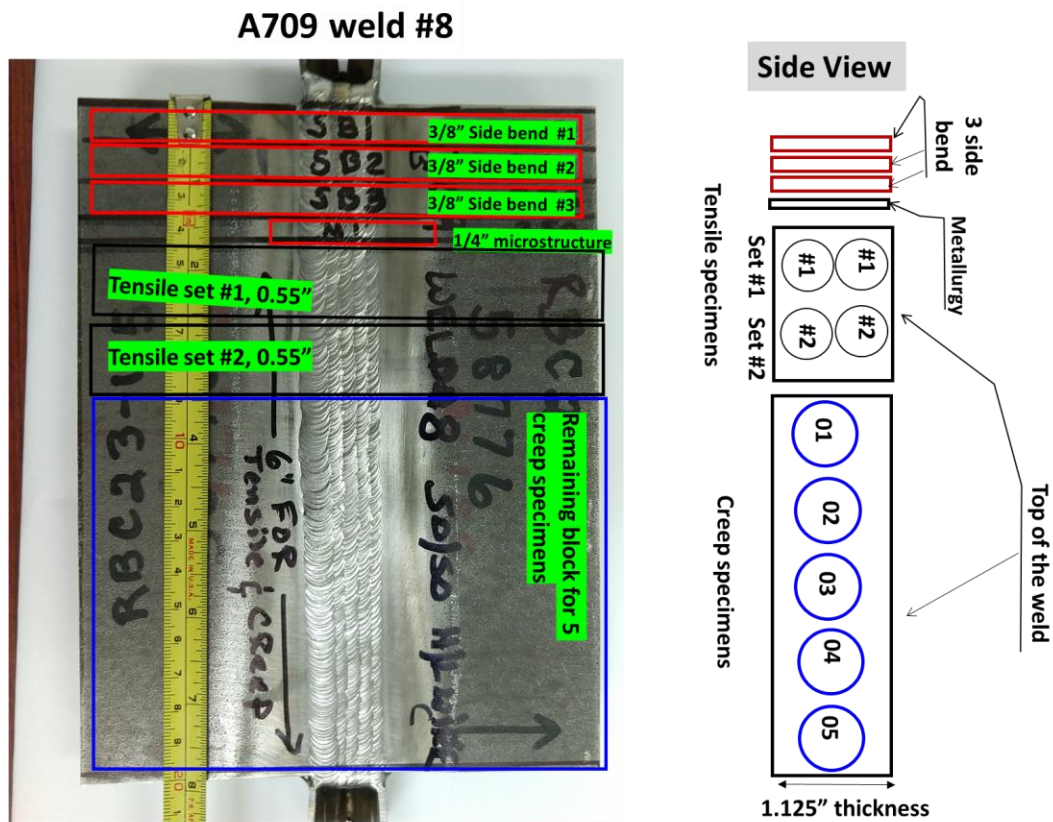 A709 weld #8
SB1
3/8” Side bend #1
SB2
3/8” Side bend #2
SB3
3/8” Side bend #3
1/4” microstructure
Tensile set #1, 0.55”
Tensile set #2, 0.55”
Remaining block for 5
creep specimens
RBC23-
6" FOR
Tensile & CReep
WELD#8 50/50 H/
5876
MADE IN U.S.A.
Side View
3 side
bend
Metallurgy
Tensile specimens
Set #1
Set #2
#1
#1
#2
#2
Top of the weld
Creep specimens
01
02
03
04
05
1.125” thickness